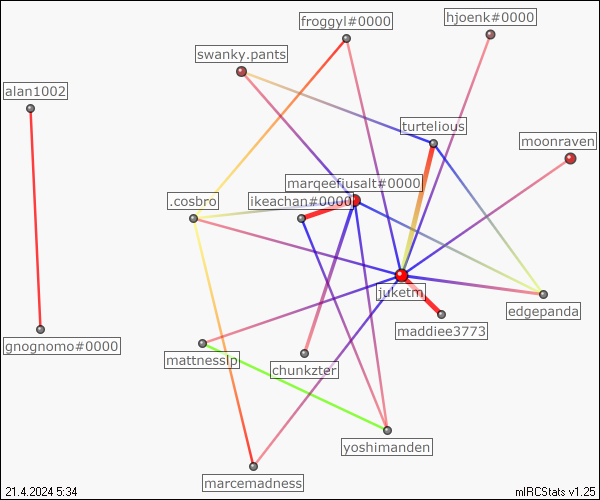 froggyl#0000
hjoenk#0000
swanky.pants
alan1002
turtelious
moonraven
marqeefiusalt#0000
.cosbro
ikeachan#0000
juketm
edgepanda
maddiee3773
gnognomo#0000
mattnesslp
chunkzter
yoshimanden
marcemadness
21.4.2024 5:34
mIRCStats v1.25